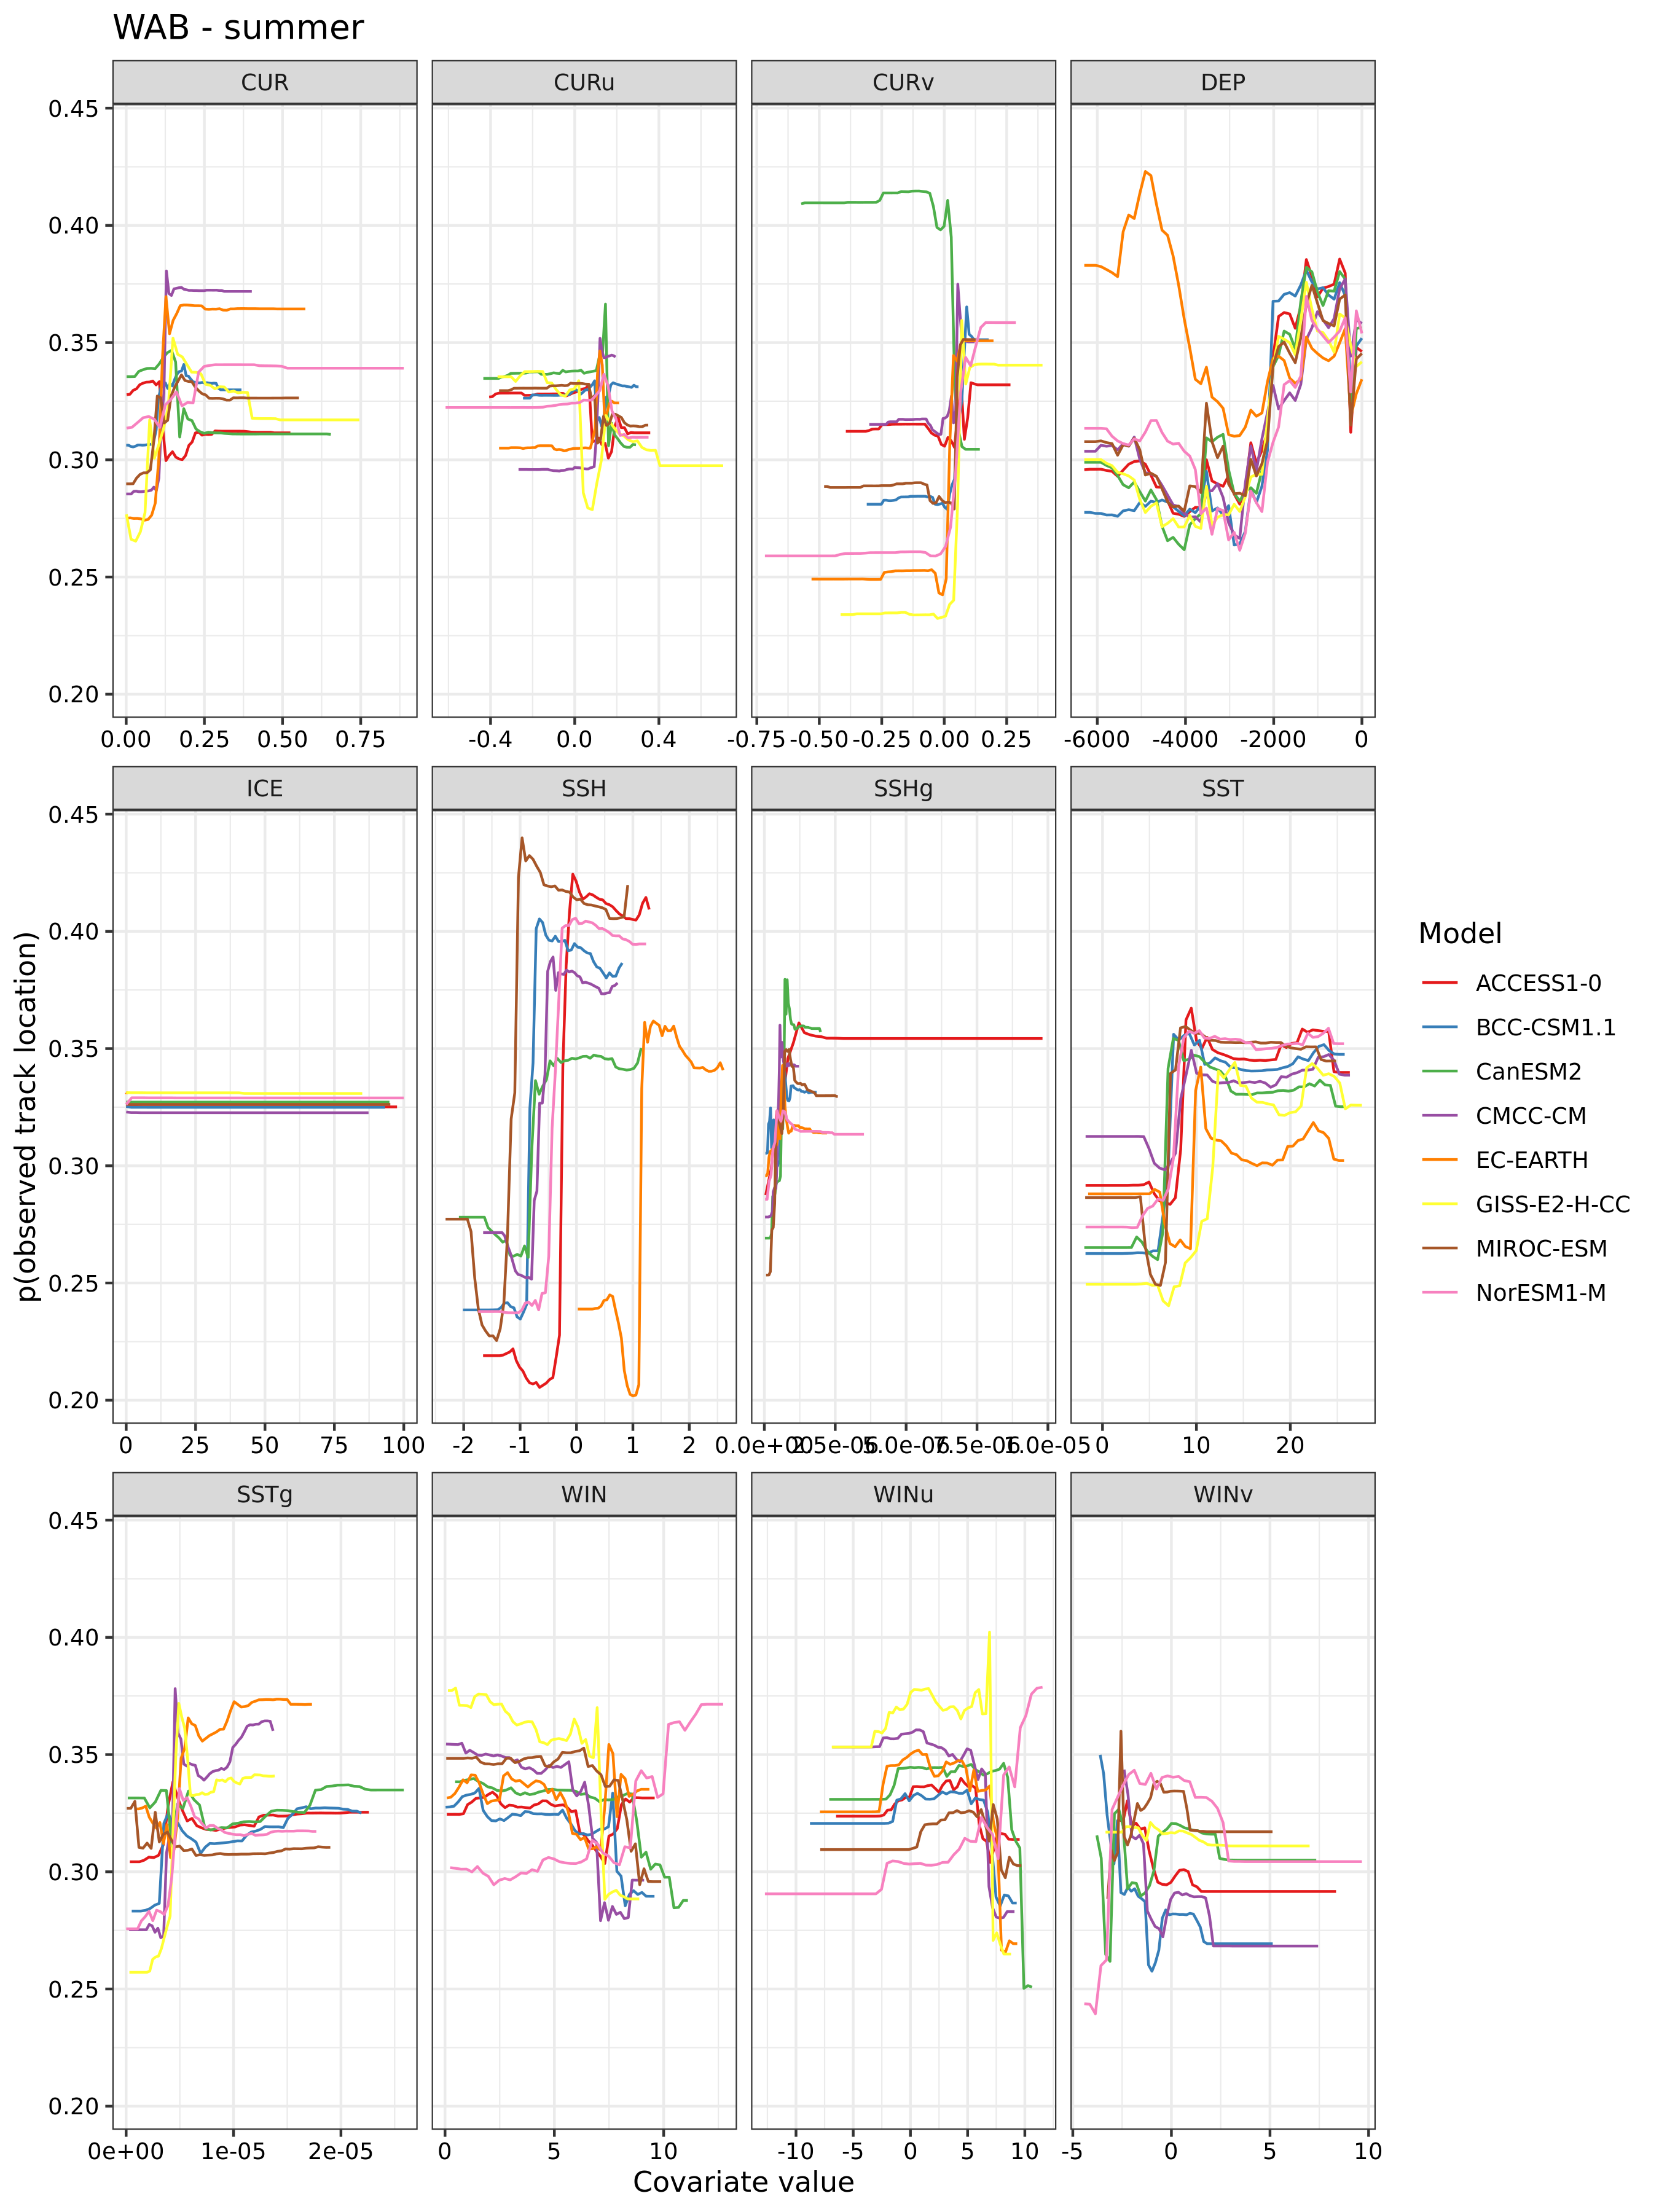 WAB - summer
CUR CURu CURv DEP
0.45
0.40
0.35
0.30
0.25
0.20
0.00 0.25 0.50 0.75 -0.4 0.0 0.4 -0.75 -0.50 -0.25 0.00 0.25 -6000 -4000 -2000 0
ICE SSH SSHg SST
0.45
0.40
0.35
0.30
0.25
0.20
0 25 50 75 100 -2 -1 0 1 2 0.0e+00 2.5e-06 5.0e-06 7.5e-06 1.0e-05 0 10 20
SSTg WIN WINu WINv
0.45
0.40
0.35
0.30
0.25
0.20
0e+00 1e-05 2e-05 0 5 10 -10 -5 0 5 10 -5 0 5 10
Covariate value
p(observed track location)
Model
ACCESS1-0
BCC-CSM1.1
CanESM2
CMCC-CM
EC-EARTH
GISS-E2-H-CC
MIROC-ESM
NorESM1-M